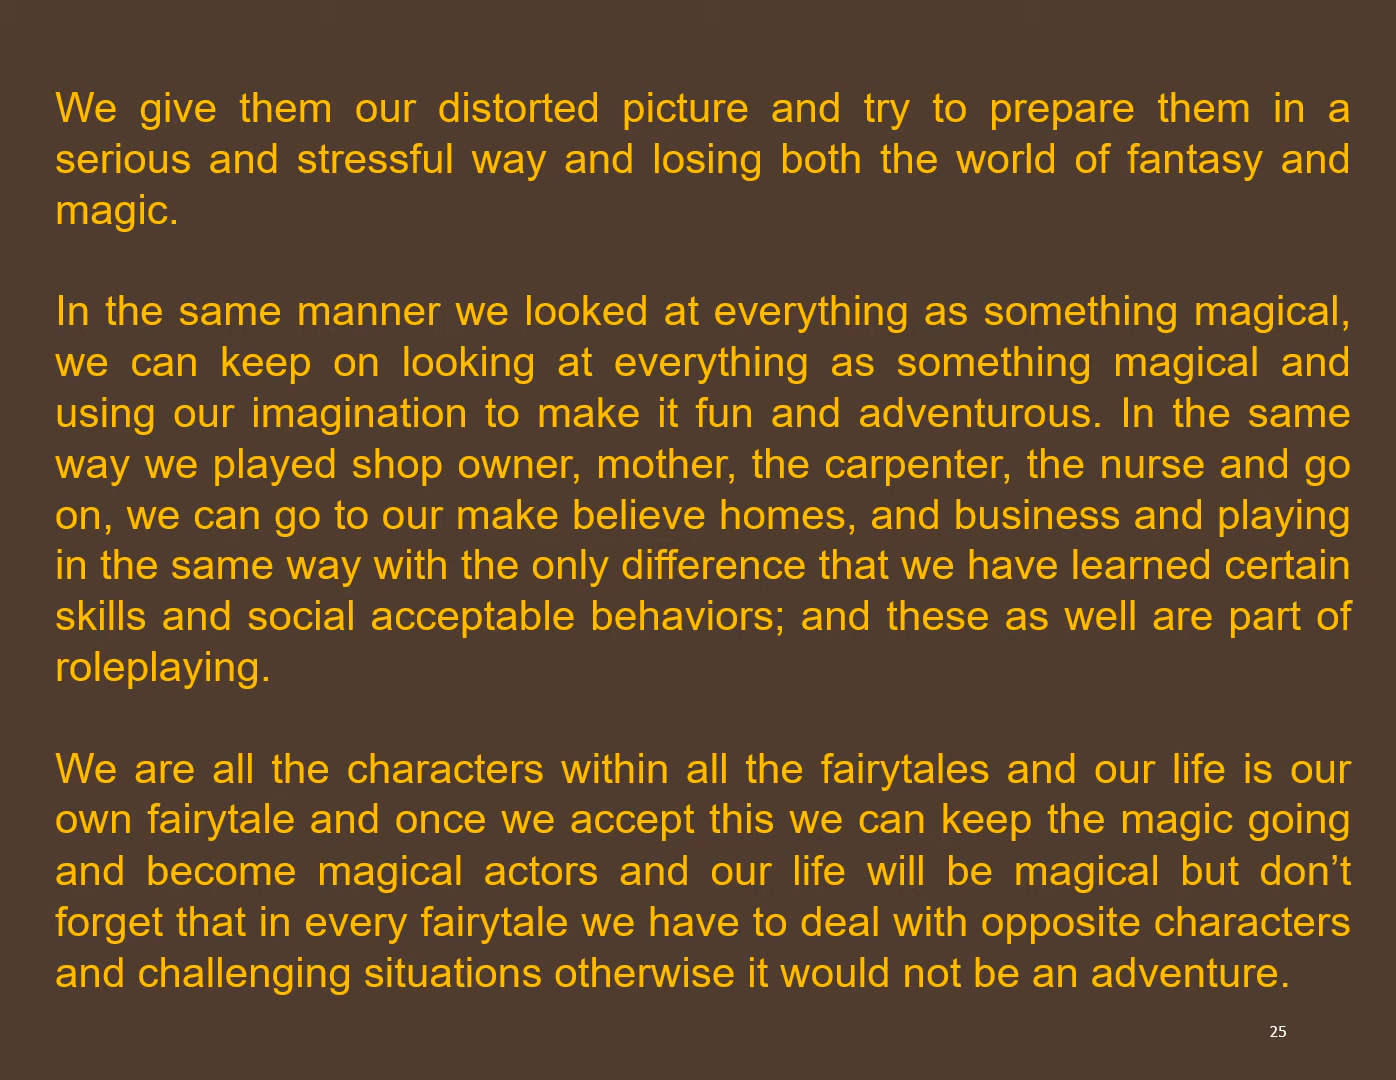 We give them our distorted picture and try to prepare them in a
serious and stressful way and losing both the world of fantasy and
magic.
In the same manner we looked at everything as something magical,
we can keep on looking at everything as something magical and
using our imagination to make it fun and adventurous. In the same
way we played shop owner, mother, the carpenter, the nurse and go
on, we can go to our make believe homes, and business and playing
in the same way with the only difference that we have learned certain
skills and social acceptable behaviors; and these as well are part of
roleplaying.
We are all the characters within all the fairytales and our life is our
own fairytale and once we accept this we can keep the magic going
and become magical actors and our life will be magical but don’t
forget that in every fairytale we have to deal with opposite characters
and challenging situations otherwise it would not be an adventure.
25